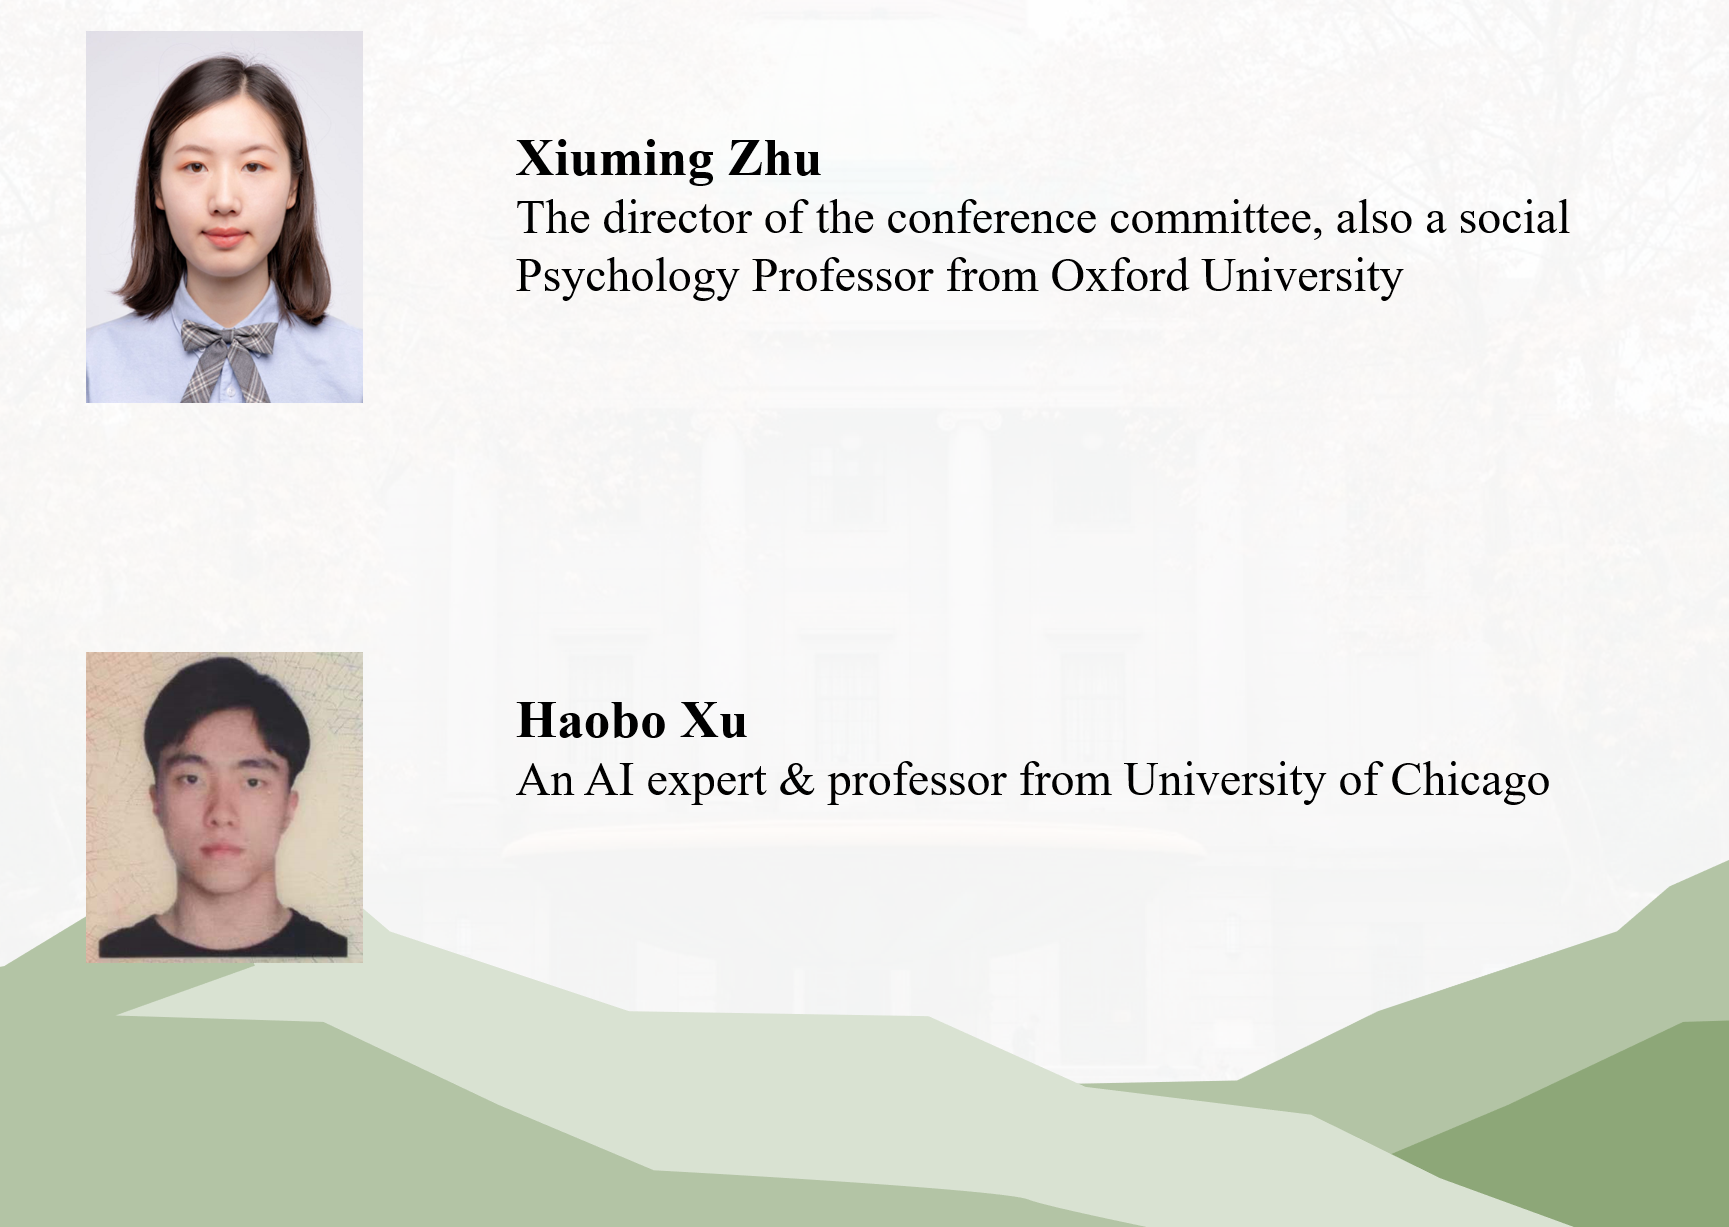 Xiuming Zhu
The director of the conference committee, also a social
Psychology Professor from Oxford University
Haobo Xu
An AI expert & professor from University of Chicago